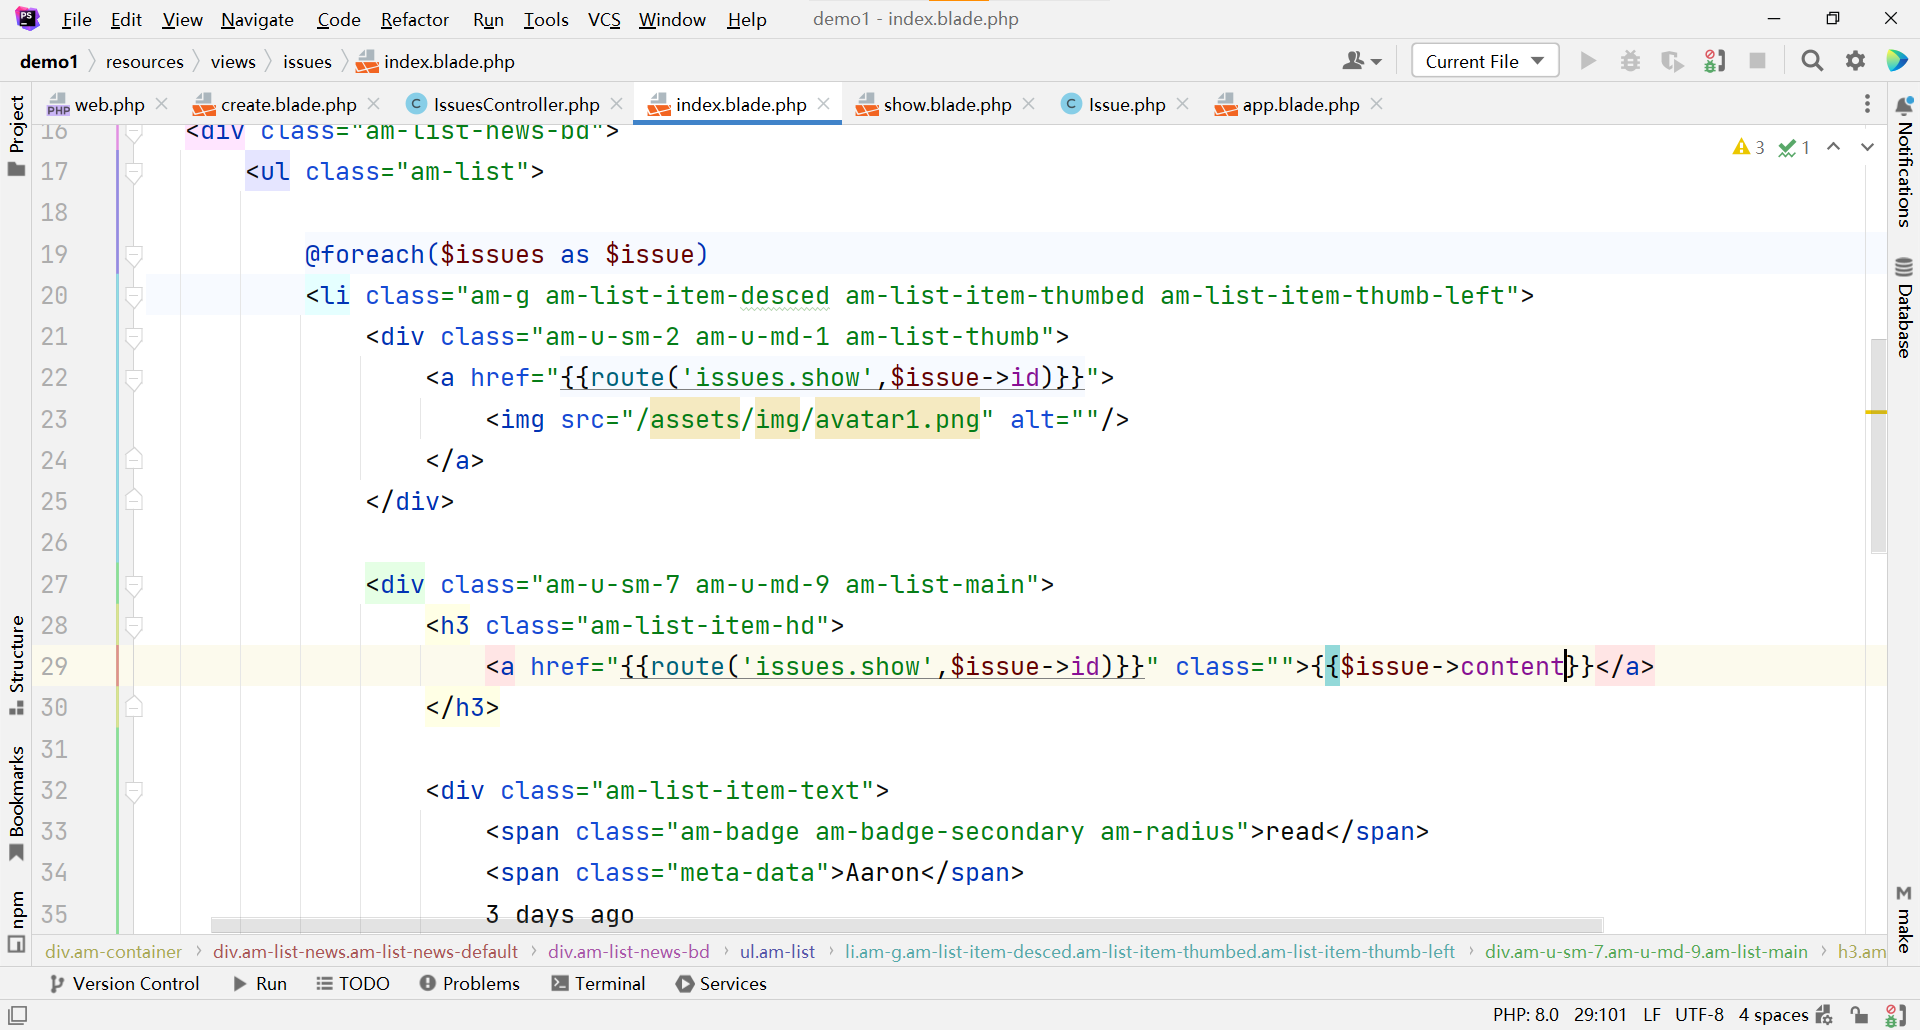 File Edit View Navigate Code Refactor Run Tools VCS Window Help demo1 - index.blade.php
demo1 resources views issues index.blade.php Current File
web.php create.blade.php IssuesController.php index.blade.php show.blade.php Issue.php app.blade.php
Project
Structure
Bookmarks
npm
3 1
16 <div class="am-list-news-bd">
17 <ul class="am-list">
18
19 @foreach($issues as $issue)
20 <li class="am-g am-list-item-desced am-list-item-thumbed am-list-item-thumb-left">
21 <div class="am-u-sm-2 am-u-md-1 am-list-thumb">
22 <a href="{{route('issues.show',$issue->id)}}">
23 <img src="/assets/img/avatar1.png" alt=""/>
24 </a>
25 </div>
26
27 <div class="am-u-sm-7 am-u-md-9 am-list-main">
28 <h3 class="am-list-item-hd">
29 <a href="{{route('issues.show',$issue->id)}}" class="">{{$issue->content}}</a>
30 </h3>
31
32 <div class="am-list-item-text">
33 <span class="am-badge am-badge-secondary am-radius">read</span>
34 <span class="meta-data">Aaron</span>
35 3 days ago
Notifications
Database
make
div.am-container div.am-list-news.am-list-news-default div.am-list-news-bd ul.am-list li.am-g.am-list-item-desced.am-list-item-thumbed.am-list-item-thumb-left div.am-u-sm-7.am-u-md-9.am-list-main h3.am
Version Control Run TODO Problems Terminal Services
PHP: 8.0 29:101 LF UTF-8 4 spaces